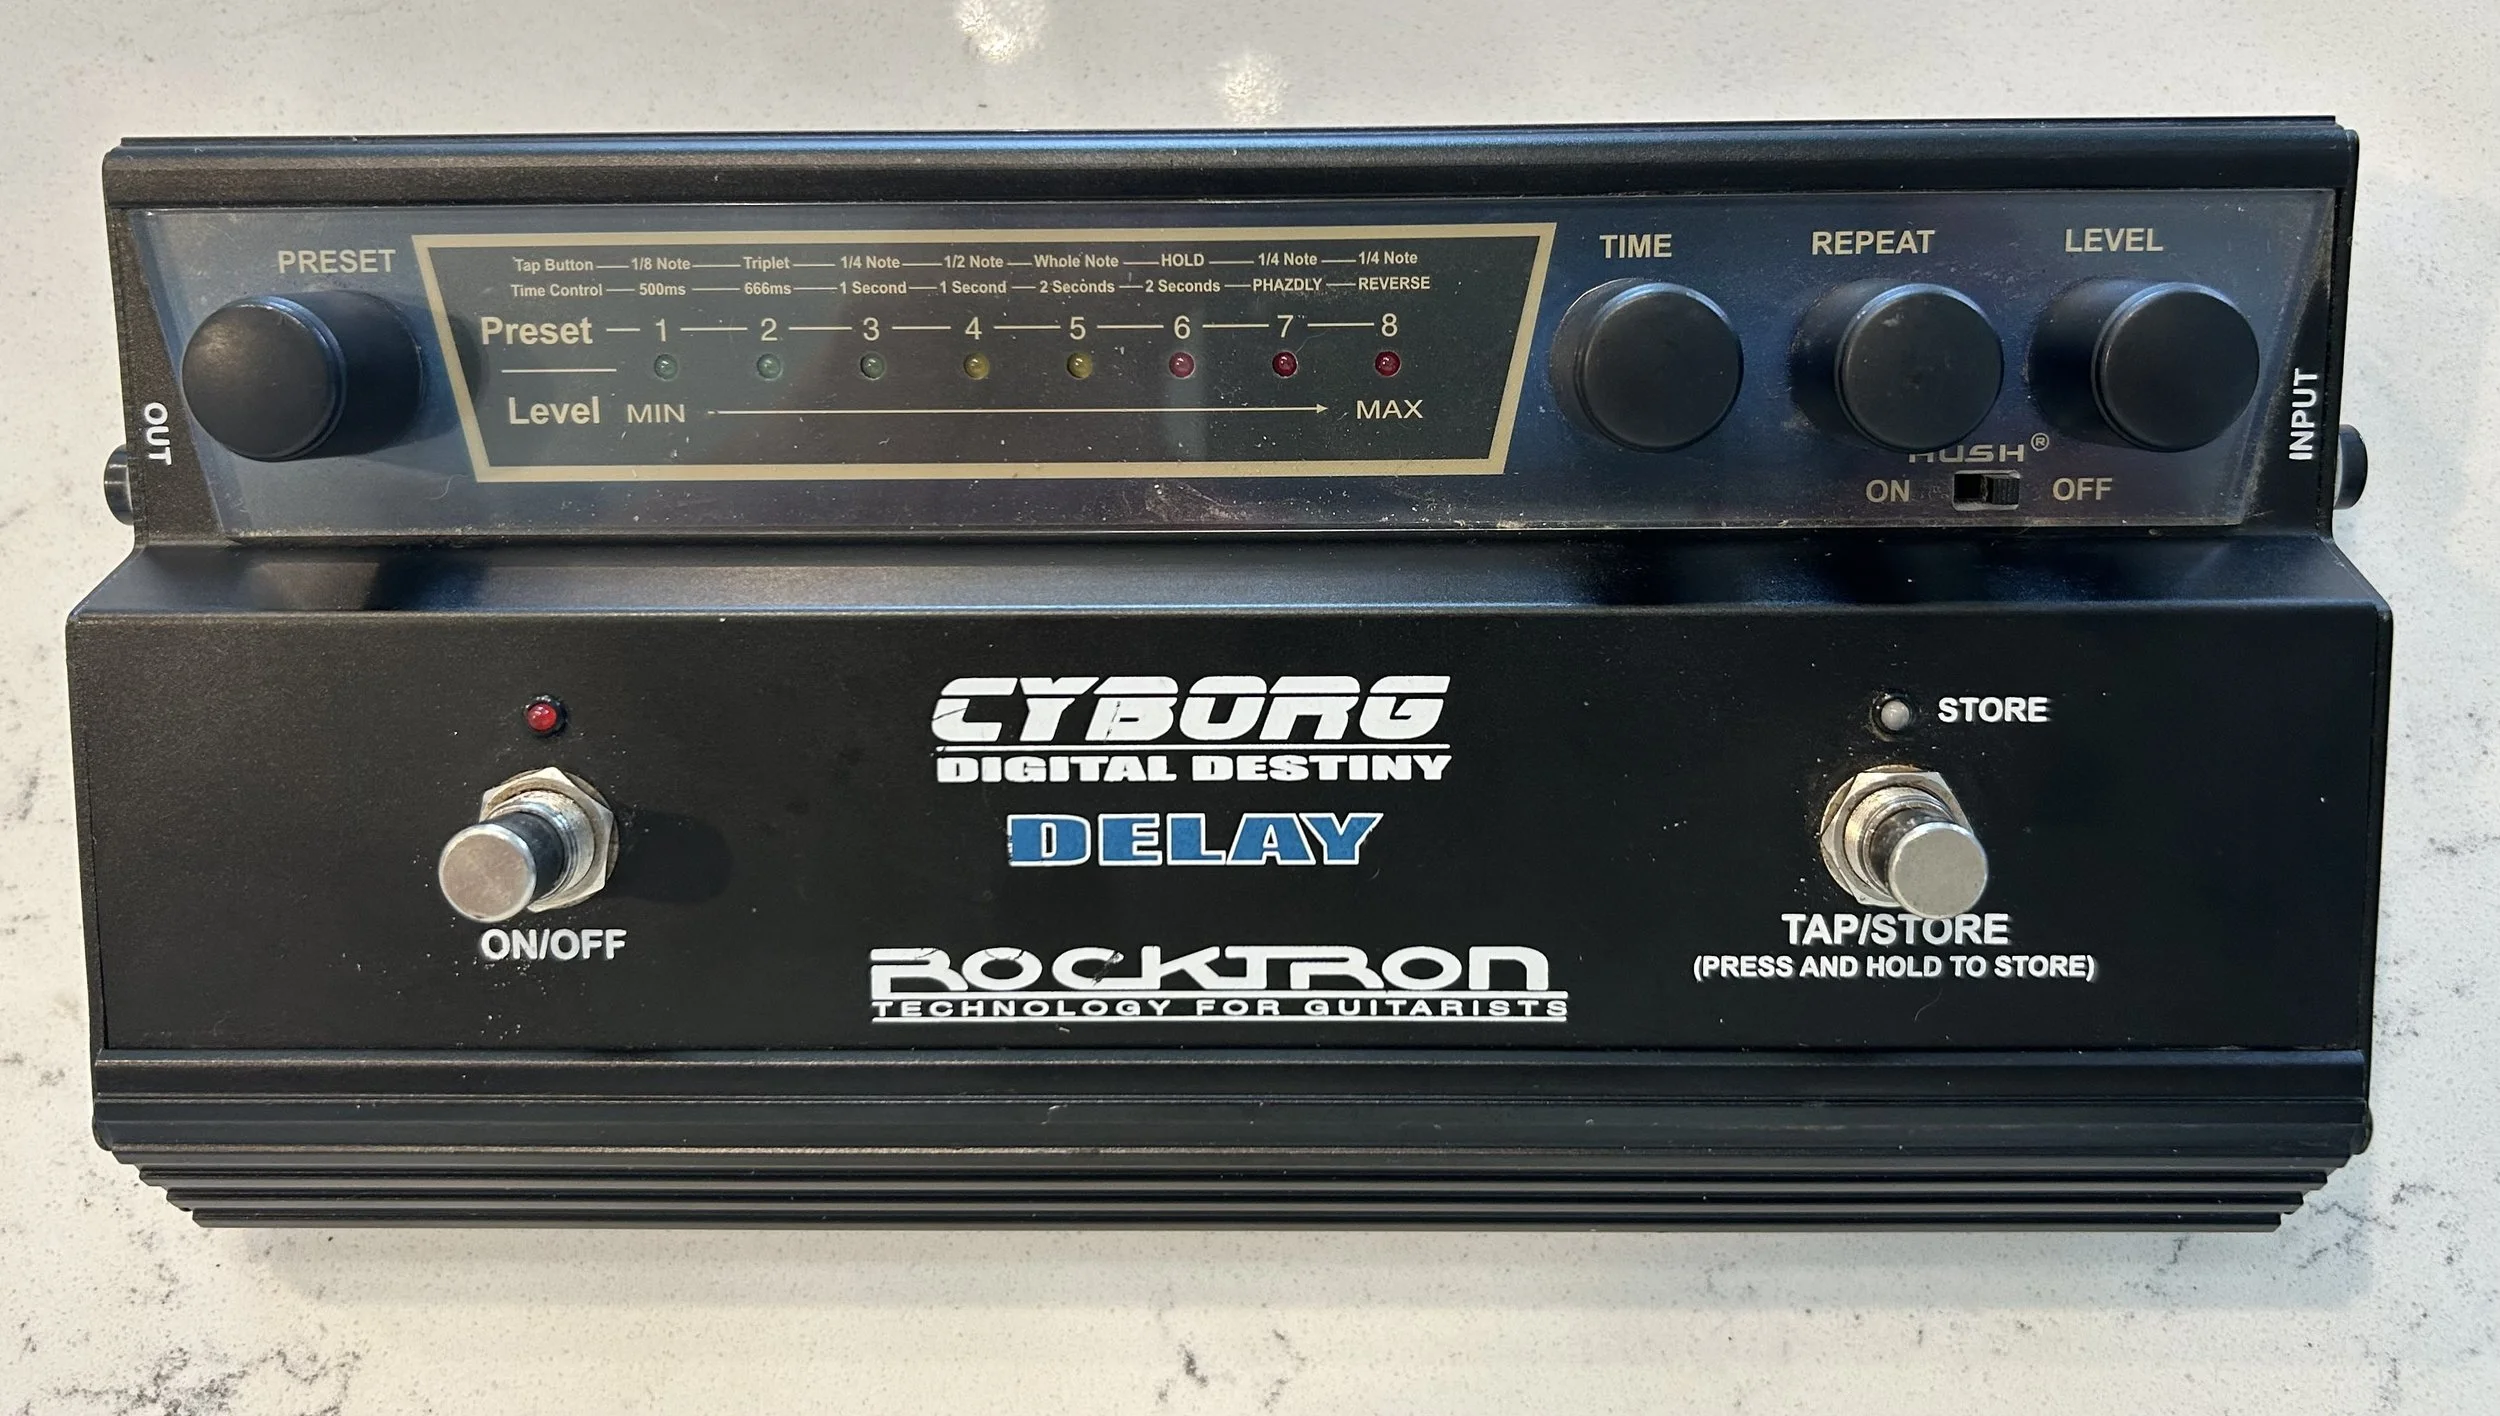 PRESET
Tap Button 1/8 Note Triplet 1/4 Note 1/2 Note Whole Note HOLD 1/4 Note 1/4 Note
Time Control 500ms 666ms 1 Second 1 Second 2 Seconds 2 Seconds PHAZDLY REVERSE
Preset 1 2 3 4 5 6 7 8
Level MIN MAX
TIME
REPEAT
LEVEL
HUSH®
ON OFF
OUT
INPUT
CYBORG
DIGITAL DESTINY
DELAY
ROCKTRON
TECHNOLOGY FOR GUITARISTS
ON/OFF
STORE
TAP/STORE
(PRESS AND HOLD TO STORE)